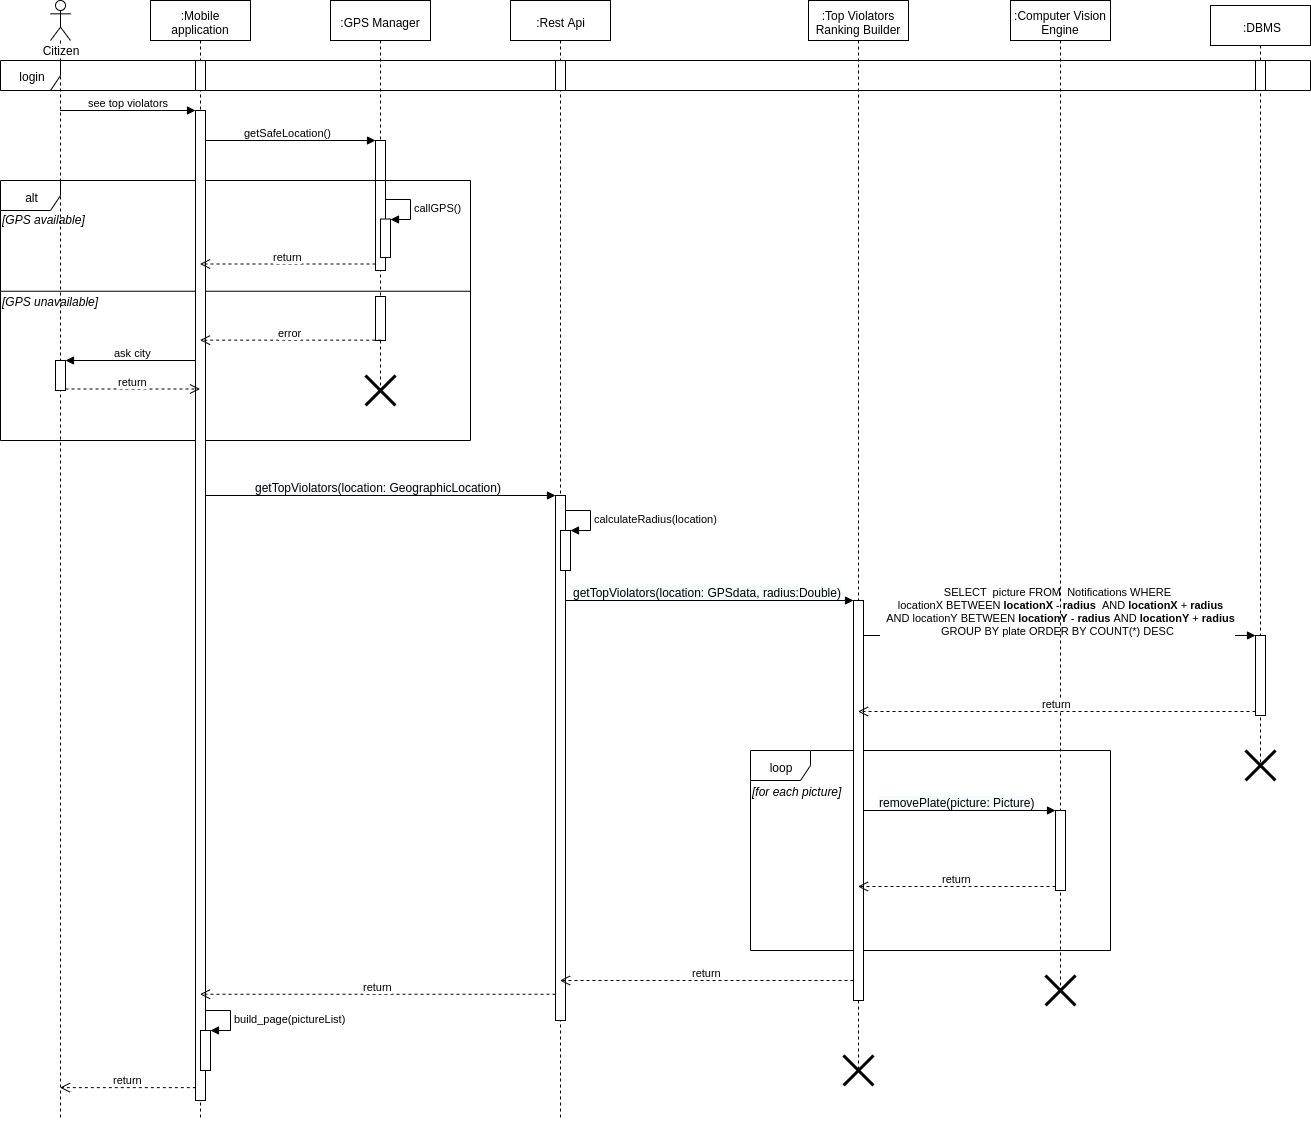 :Mobile
application
:GPS Manager
:Rest Api
:Top Violators
Ranking Builder
:Computer Vision
Engine
:DBMS
Citizen
login
see top violators
getSafeLocation()
alt
[GPS available]
callGPS()
return
[GPS unavailable]
error
ask city
return
getTopViolators(location: GeographicLocation)
calculateRadius(location)
getTopViolators(location: GPSdata, radius:Double)
SELECT picture FROM Notifications WHERE
locationX BETWEEN locationX - radius AND locationX + radius
AND locationY BETWEEN locationY - radius AND locationY + radius
GROUP BY plate ORDER BY COUNT(*) DESC
return
loop
[for each picture]
removePlate(picture: Picture)
return
return
return
build_page(pictureList)
return